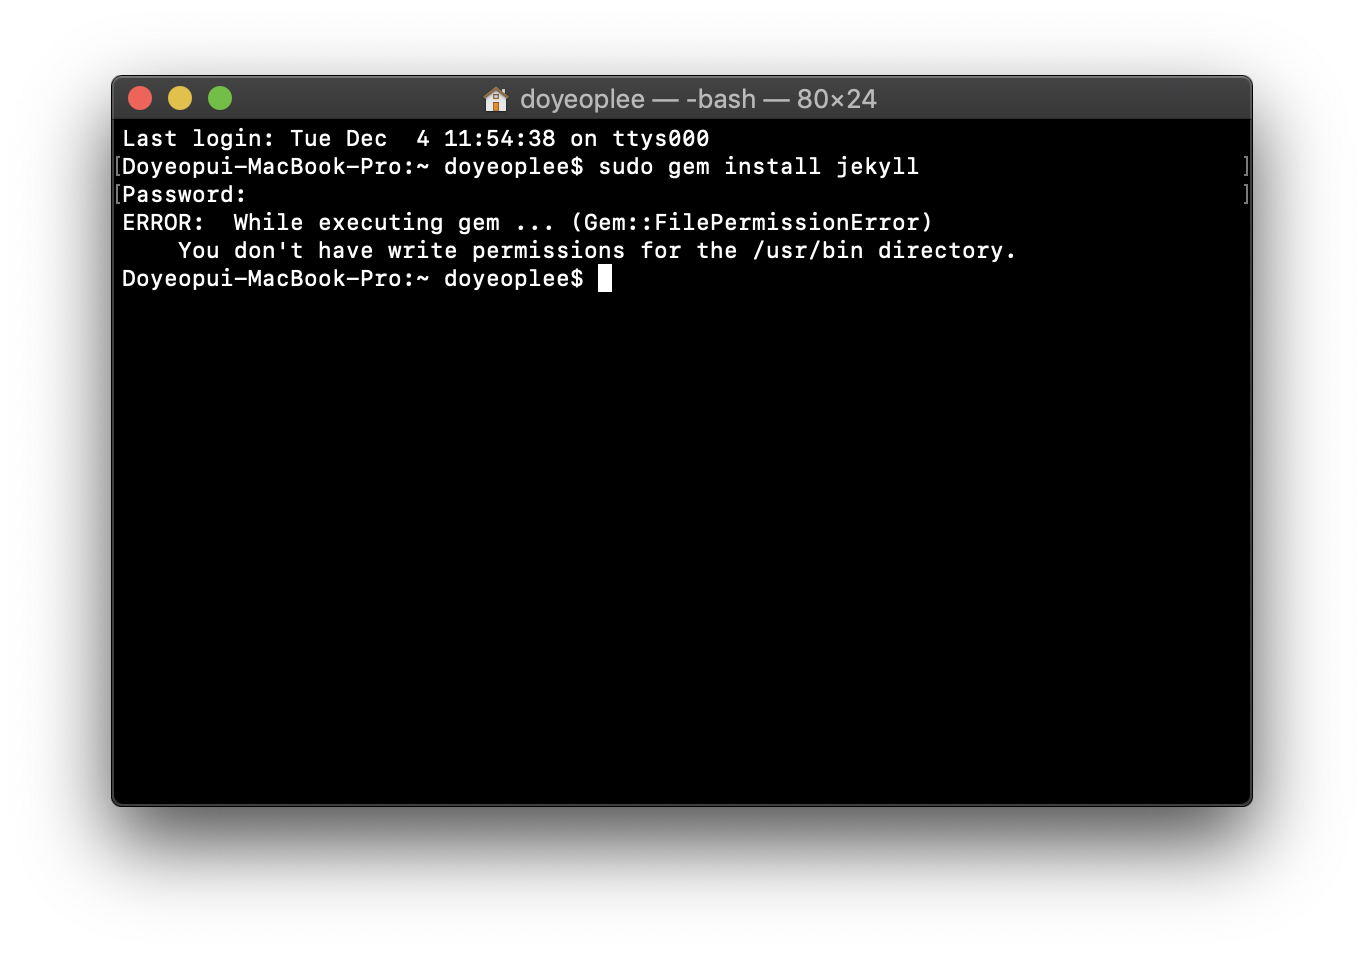 doyeoplee — -bash — 80×24
Last login: Tue Dec  4 11:54:38 on ttys000
[Doyeopui-MacBook-Pro:~ doyeoplee$ sudo gem install jekyll ]
[Password: ]
ERROR:  While executing gem ... (Gem::FilePermissionError)
    You don't have write permissions for the /usr/bin directory.
Doyeopui-MacBook-Pro:~ doyeoplee$